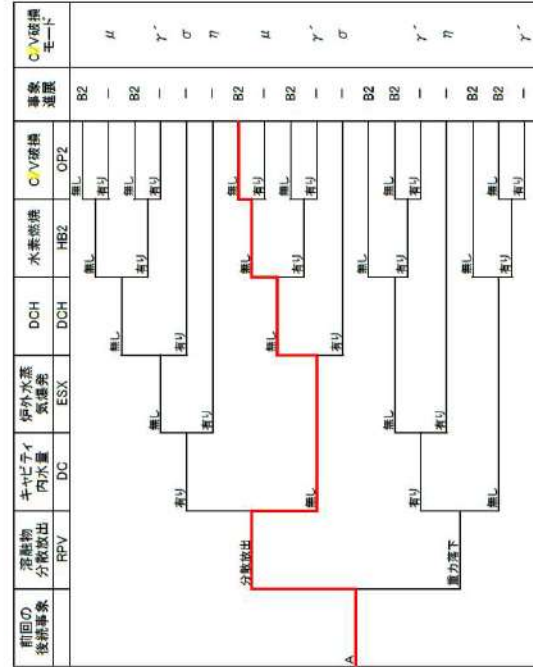 前回の
後続事象
溶融物
分散放出
RPV
キャビティ
内水量
DC
炉外水蒸
気爆発
ESX
DCH
DCH
水素燃焼
HB2
C/V破損
OP2
事象
進展
C/V破損
モード
A
分散放出
重力落下
有り
無し
有り
無し
無し
有り
無し
有り
無し
有り
無し
有り
無し
有り
無し
有り
無し
有り
無し
有り
無し
有り
無し
有り
無し
有り
無し
有り
無し
有り
無し
有り
無し
有り
B2
– μ
B2
– γ´
– σ
– η
B2
– μ
B2
– γ´
– σ
B2
B2
– γ´
– η
B2
B2
– γ´